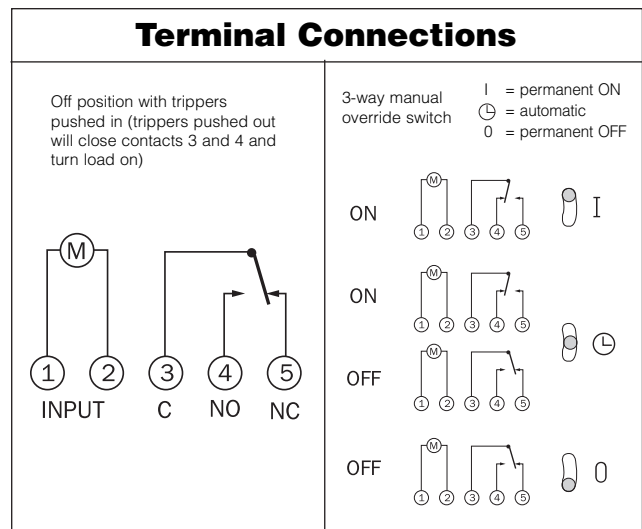 Terminal Connections
Off position with trippers
pushed in (trippers pushed out
will close contacts 3 and 4 and
turn load on)
M
1 2 3 4 5
INPUT C NO NC
3-way manual
override switch
I = permanent ON
= automatic
0 = permanent OFF
M
ON
1 2 3 4 5
I
M
ON
1 2 3 4 5
M
OFF
1 2 3 4 5
M
OFF
1 2 3 4 5
0